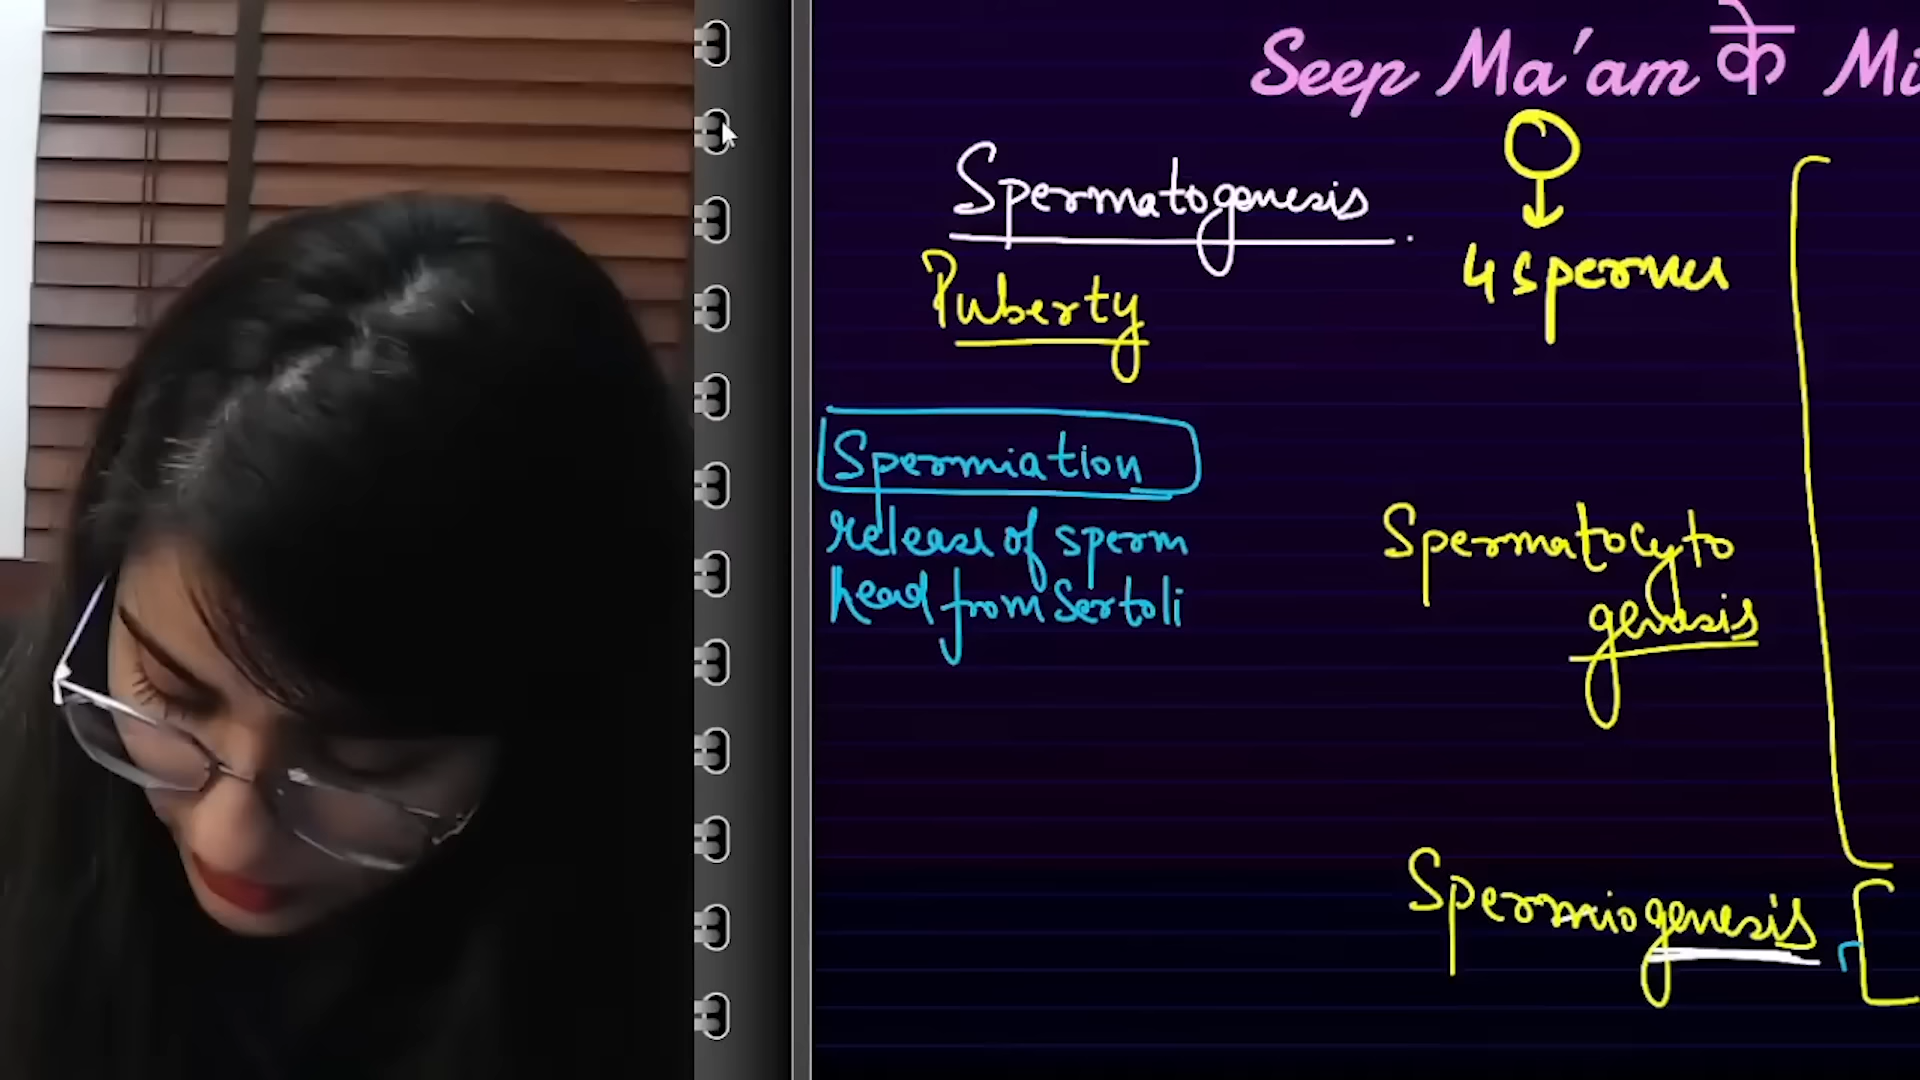 Seep Ma'am के Mi
Spermatogenesis
Puberty
4 sperms
Spermiation
release of sperm
head from Sertoli
Spermatocyto
genesis
Spermiogenesis